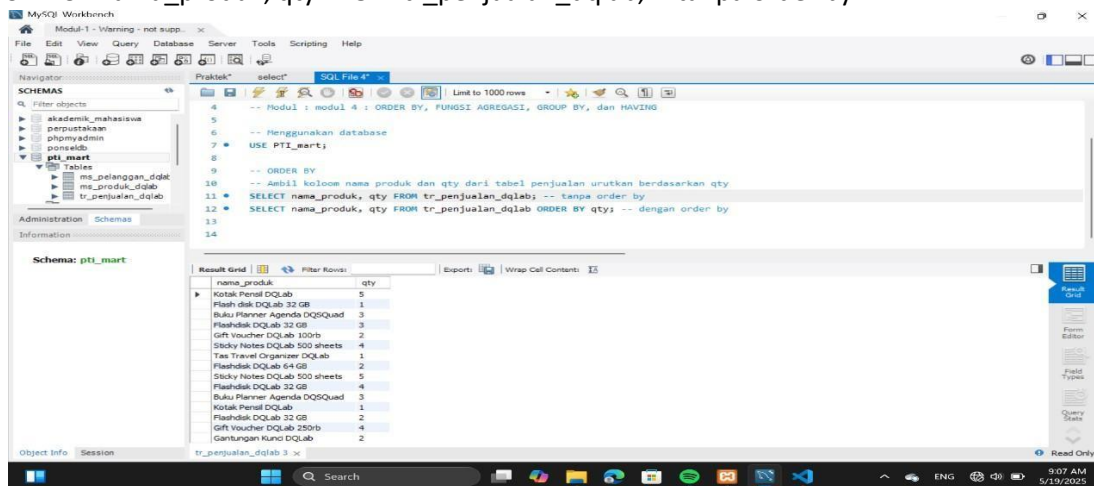 MySQL Workbench
Modul-1 - Warning - not supp..
File Edit View Query Database Server Tools Scripting Help
Navigator
Praktek* select* SQL File 4*
SCHEMAS
Limit to 1000 rows
Filter objects
akademik_mahasiswa
perpustakaan
phpmyadmin
ponseldb
pti_mart
Tables
ms_pelanggan_dqlat
ms_produk_dqlab
tr_penjualan_dqlab
Administration Schemas
Information
Schema: pti_mart
4 -- Modul : modul 4 : ORDER BY, FUNGSI AGREGASI, GROUP BY, dan HAVING
5
6 -- Menggunakan database
7 USE PTI_mart;
8
9 -- ORDER BY
10 -- Ambil koloom nama produk dan qty dari tabel penjualan urutkan berdasarkan qty
11 SELECT nama_produk, qty FROM tr_penjualan_dqlab; -- tanpa order by
12 SELECT nama_produk, qty FROM tr_penjualan_dqlab ORDER BY qty; -- dengan order by
13
14
Result Grid Filter Rows: Export: Wrap Cell Content:
nama_produk qty
Kotak Pensil DQLab 5
Flash disk DQLab 32 GB 1
Buku Planner Agenda DQSQuad 3
Flashdisk DQLab 32 GB 3
Gift Voucher DQLab 100rb 2
Sticky Notes DQLab 500 sheets 4
Tas Travel Organizer DQLab 1
Flashdisk DQLab 64 GB 2
Sticky Notes DQLab 500 sheets 5
Flashdisk DQLab 32 GB 4
Buku Planner Agenda DQSQuad 3
Kotak Pensil DQLab 1
Flashdisk DQLab 32 GB 2
Gift Voucher DQLab 250rb 4
Gantungan Kunci DQLab 2
Result Grid
Form Editor
Field Types
Query Stats
Object Info Session
tr_penjualan_dqlab 3
Read Only
Search
ENG
9:07 AM
5/19/2025